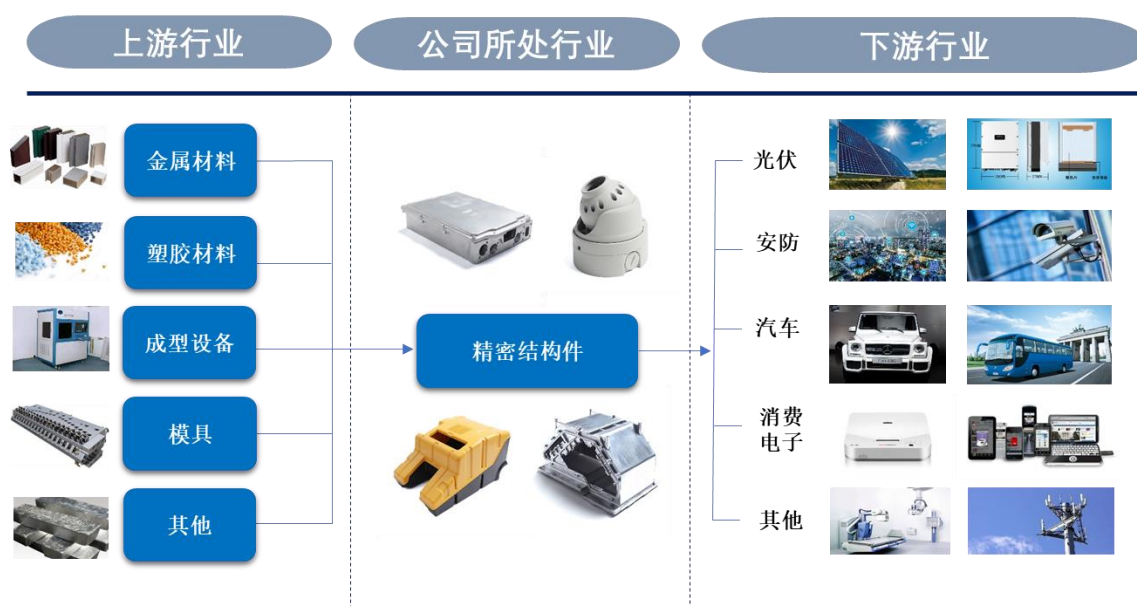 上游行业
公司所处行业
下游行业
金属材料
塑胶材料
成型设备
模具
其他
精密结构件
光伏
安防
汽车
消费
电子
其他